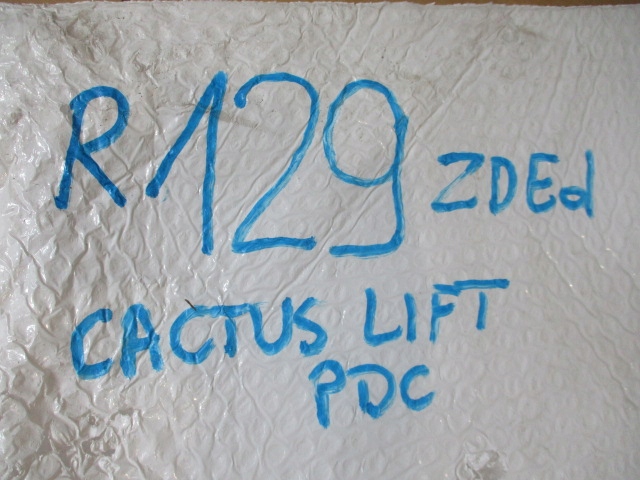 R129 ZDEd
CACTUS LIFT
PDC